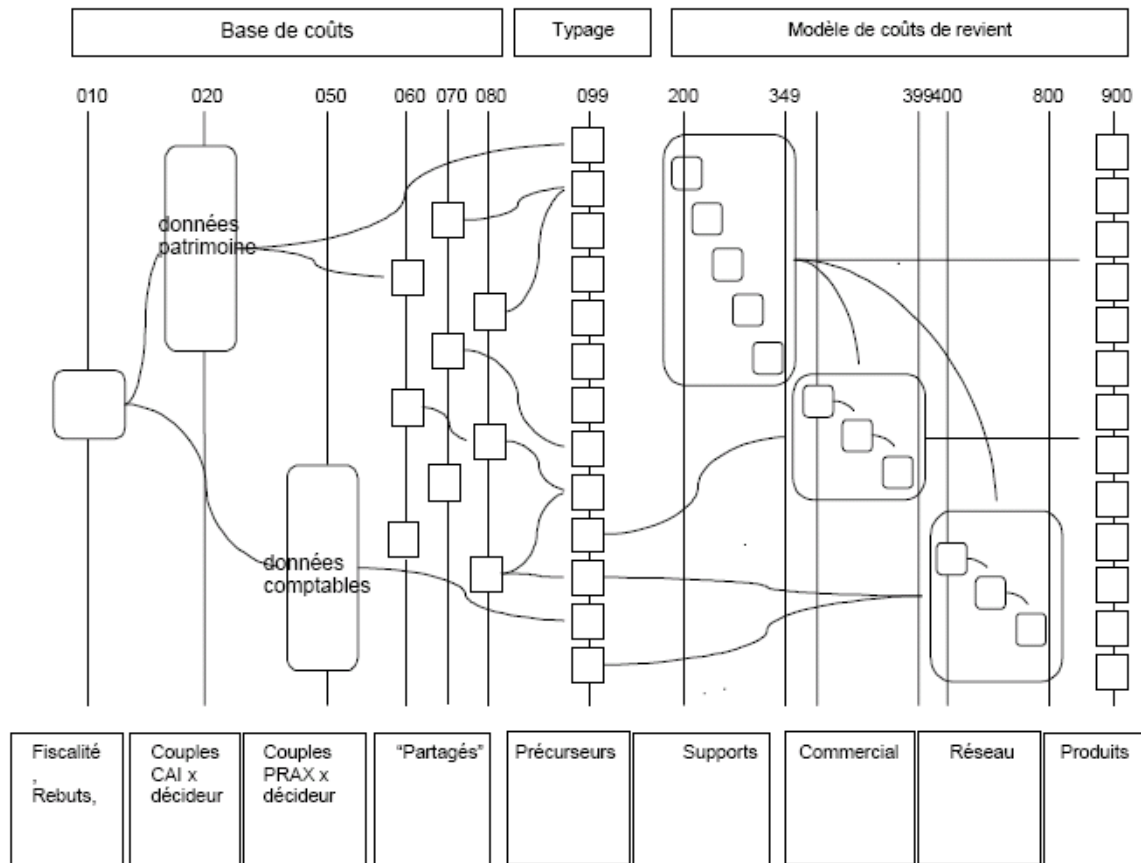 Base de coûts
Typage
Modèle de coûts de revient
010
020
050
060
070
080
099
200
349
399400
800
900
données
patrimoine
données
comptables
Fiscalité
,
Rebuts,
Couples
CAI x
décideur
Couples
PRAX x
décideur
“Partagés”
Précurseurs
Supports
Commercial
Réseau
Produits